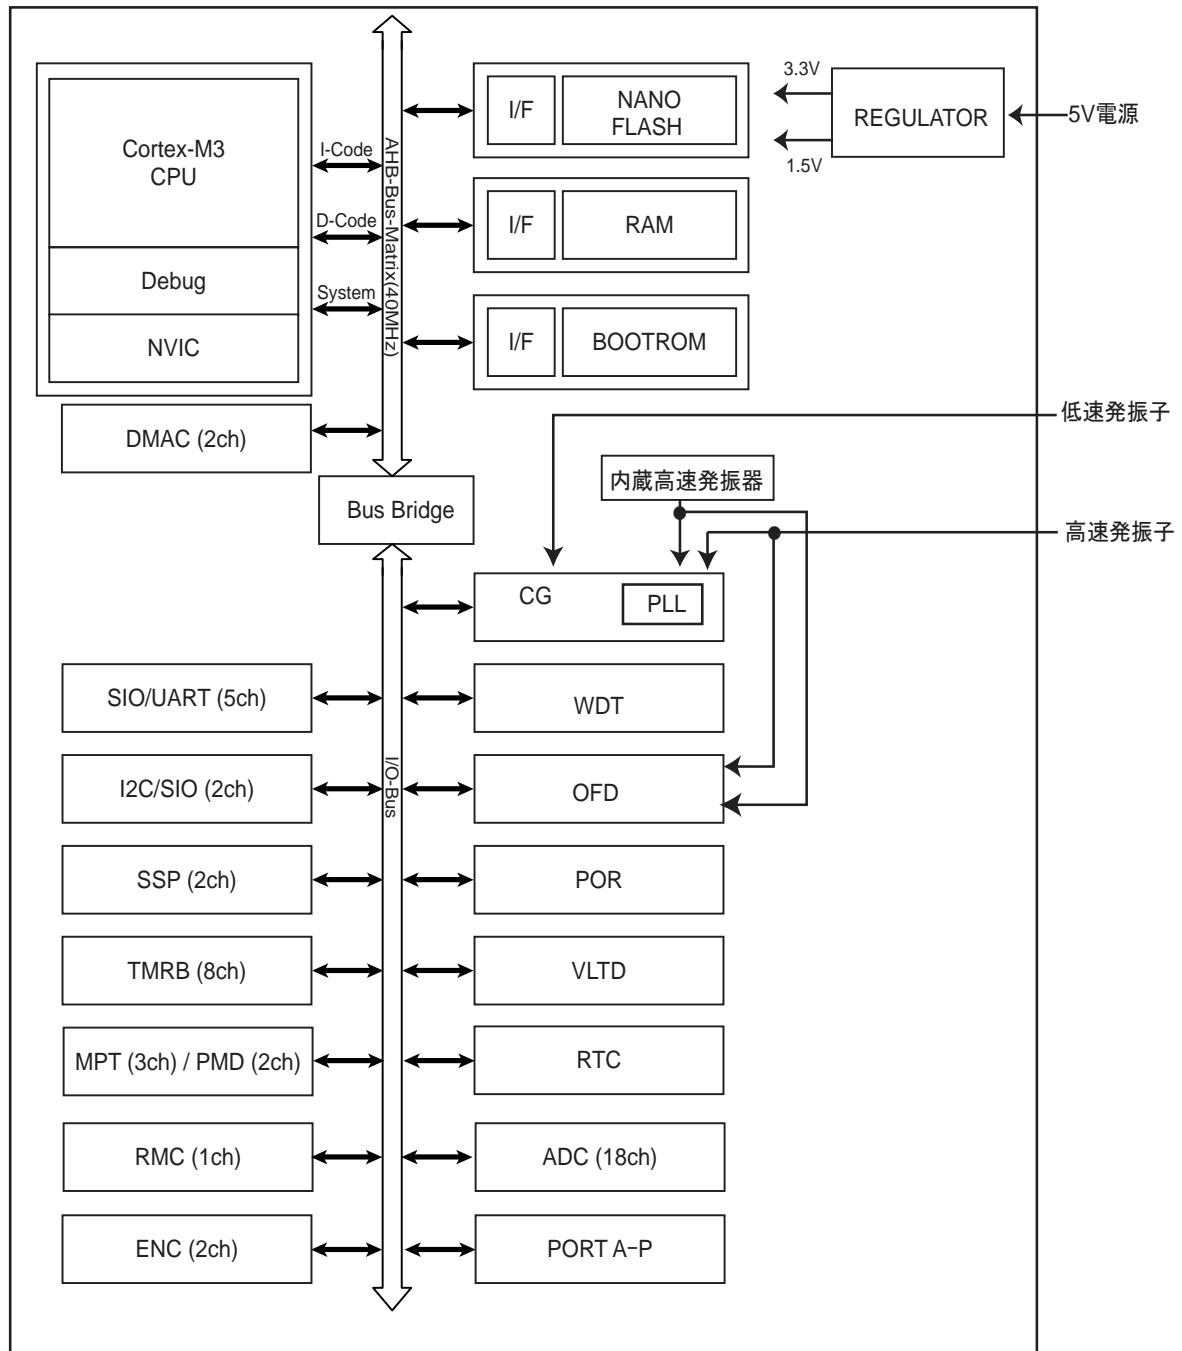 Cortex-M3
CPU
Debug
NVIC
DMAC (2ch)
I-Code
D-Code
System
AHB-Bus-Matrix(40MHz)
I/F
NANO
FLASH
I/F
RAM
I/F
BOOTROM
3.3V
1.5V
REGULATOR
5V電源
低速発振子
内蔵高速発振器
高速発振子
Bus Bridge
CG
PLL
I/O-Bus
SIO/UART (5ch)
WDT
I2C/SIO (2ch)
OFD
SSP (2ch)
POR
TMRB (8ch)
VLTD
MPT (3ch) / PMD (2ch)
RTC
RMC (1ch)
ADC (18ch)
ENC (2ch)
PORT A-P